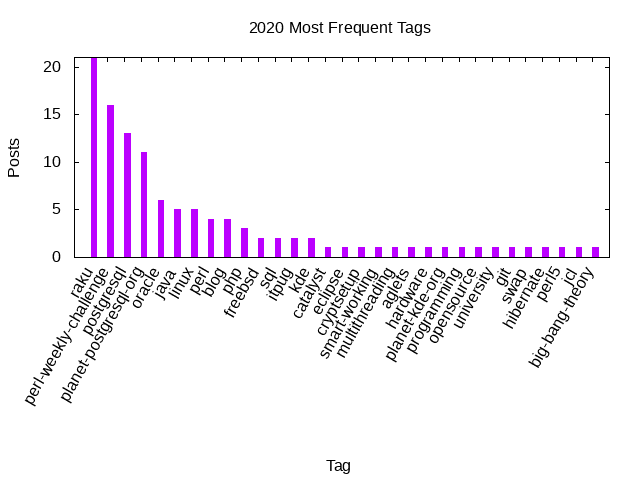 2020 Most Frequent Tags
Posts
20
15
10
5
0
raku
perl-weekly-challenge
postgresql
planet-postgresql-org
oracle
java
linux
perl
blog
php
freebsd
sql
itpug
kde
catalyst
eclipse
cryptsetup
smart-working
multithreading
aglets
hardware
planet-kde-org
programming
opensource
university
git
swap
hibernate
perl5
jcl
big-bang-theory
Tag